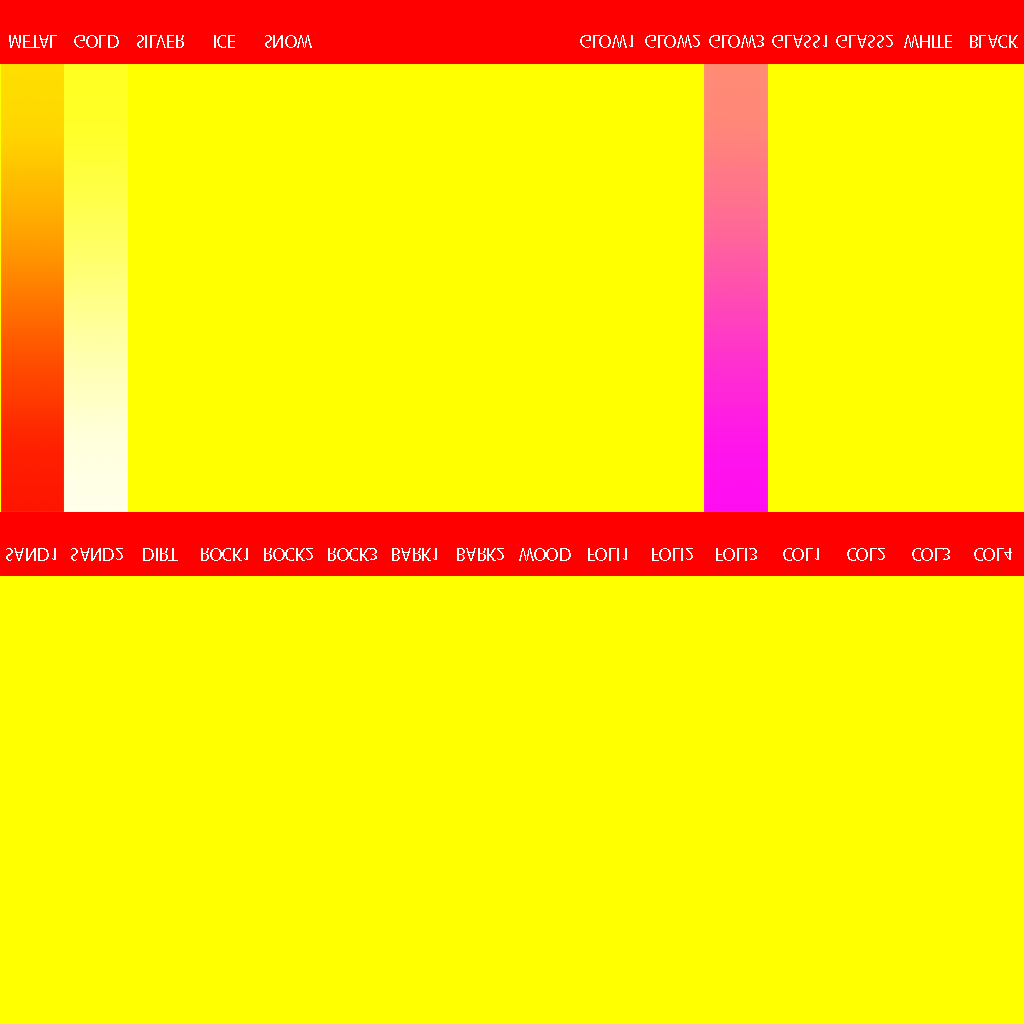 METAL GOLD SILVER ICE SNOW GLOW1 GLOW2 GLOW3 GLASS1 GLASS2 WHITE BLACK
SAND1 SAND2 DIRT ROCK1 ROCK2 ROCK3 BARK1 BARK2 WOOD FOLI1 FOLI2 FOLI3 COL1 COL2 COL3 COL4